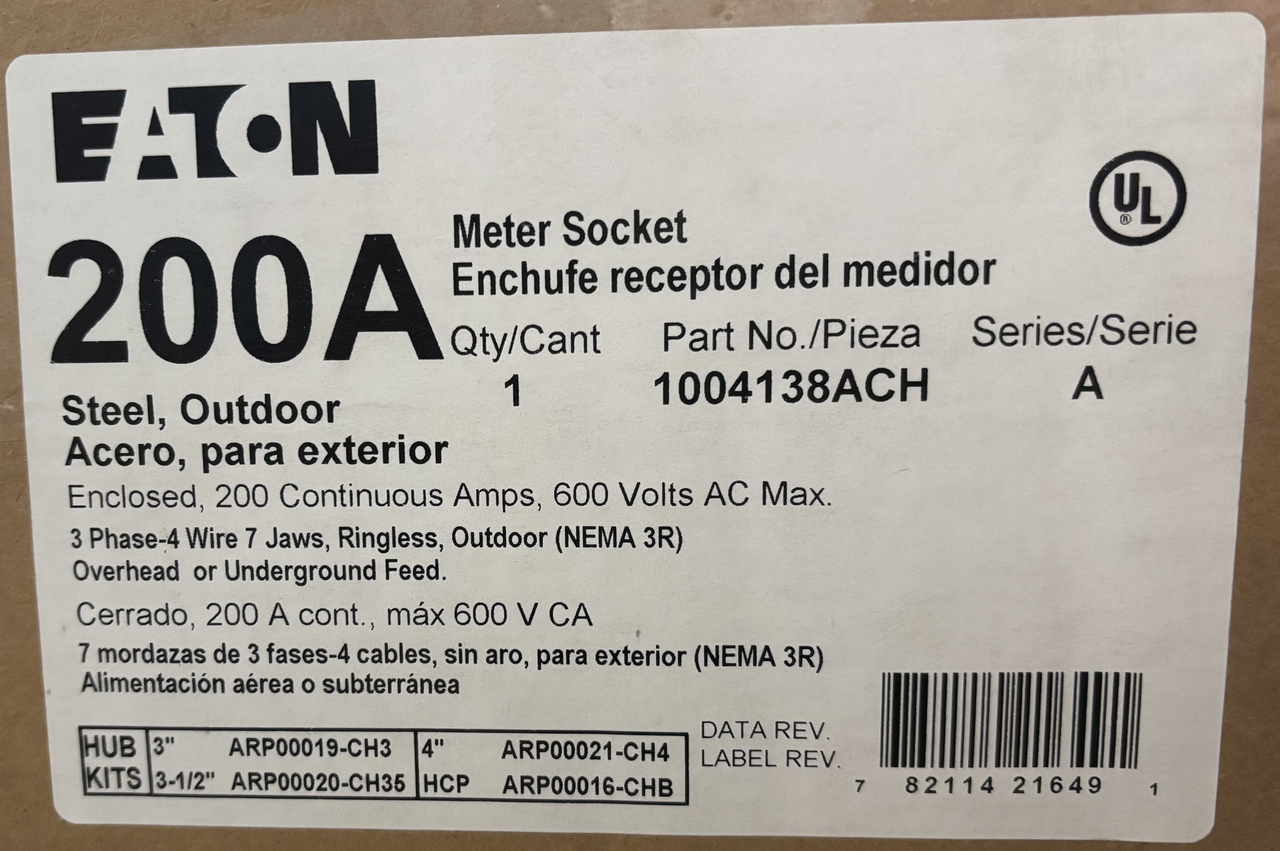 EATON
UL
®
200A
Meter Socket
Enchufe receptor del medidor
Qty/Cant Part No./Pieza Series/Serie
1 1004138ACH A
Steel, Outdoor
Acero, para exterior
Enclosed, 200 Continuous Amps, 600 Volts AC Max.
3 Phase-4 Wire 7 Jaws, Ringless, Outdoor (NEMA 3R)
Overhead or Underground Feed.
Cerrado, 200 A cont., máx 600 V CA
7 mordazas de 3 fases-4 cables, sin aro, para exterior (NEMA 3R)
Alimentación aérea o subterránea
HUB 3" ARP00019-CH3 4" ARP00021-CH4
KITS 3-1/2" ARP00020-CH35 HCP ARP00016-CHB
DATA REV.
LABEL REV.
7 82114 21649 1